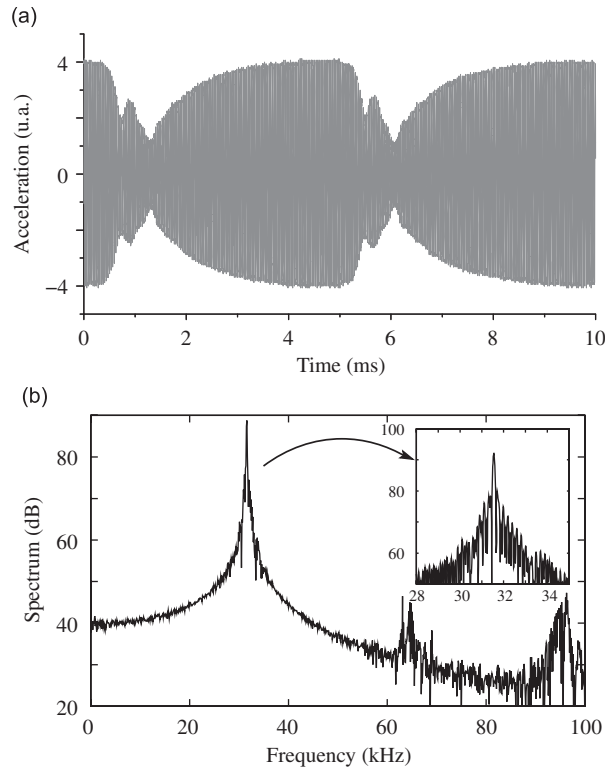 (a)
4
0
−4
Acceleration (u.a.)
0 2 4 6 8 10
Time (ms)
(b)
80
60
40
20
Spectrum (dB)
100
80
60
28 30 32 34
0 20 40 60 80 100
Frequency (kHz)